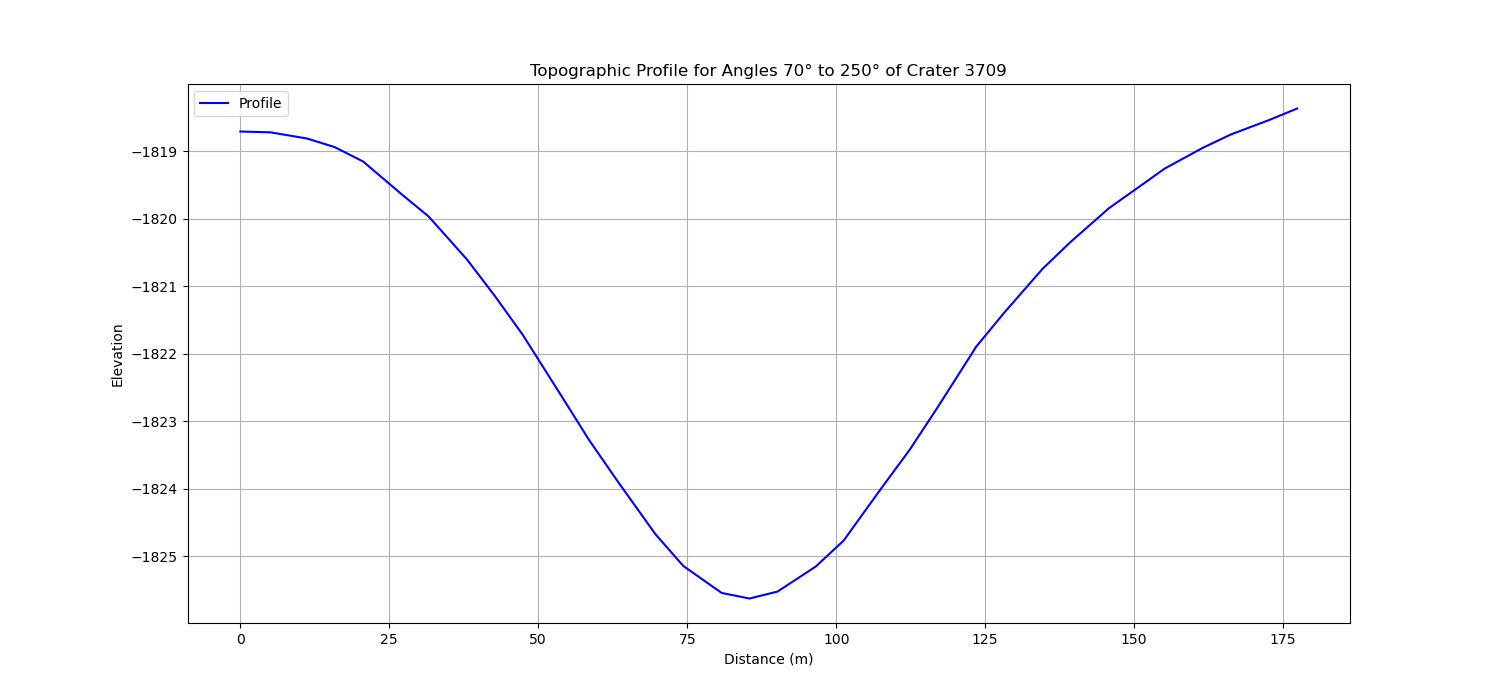 Topographic Profile for Angles 70° to 250° of Crater 3709
Profile
−1819
−1820
−1821
−1822
−1823
−1824
−1825
Elevation
0 25 50 75 100 125 150 175
Distance (m)